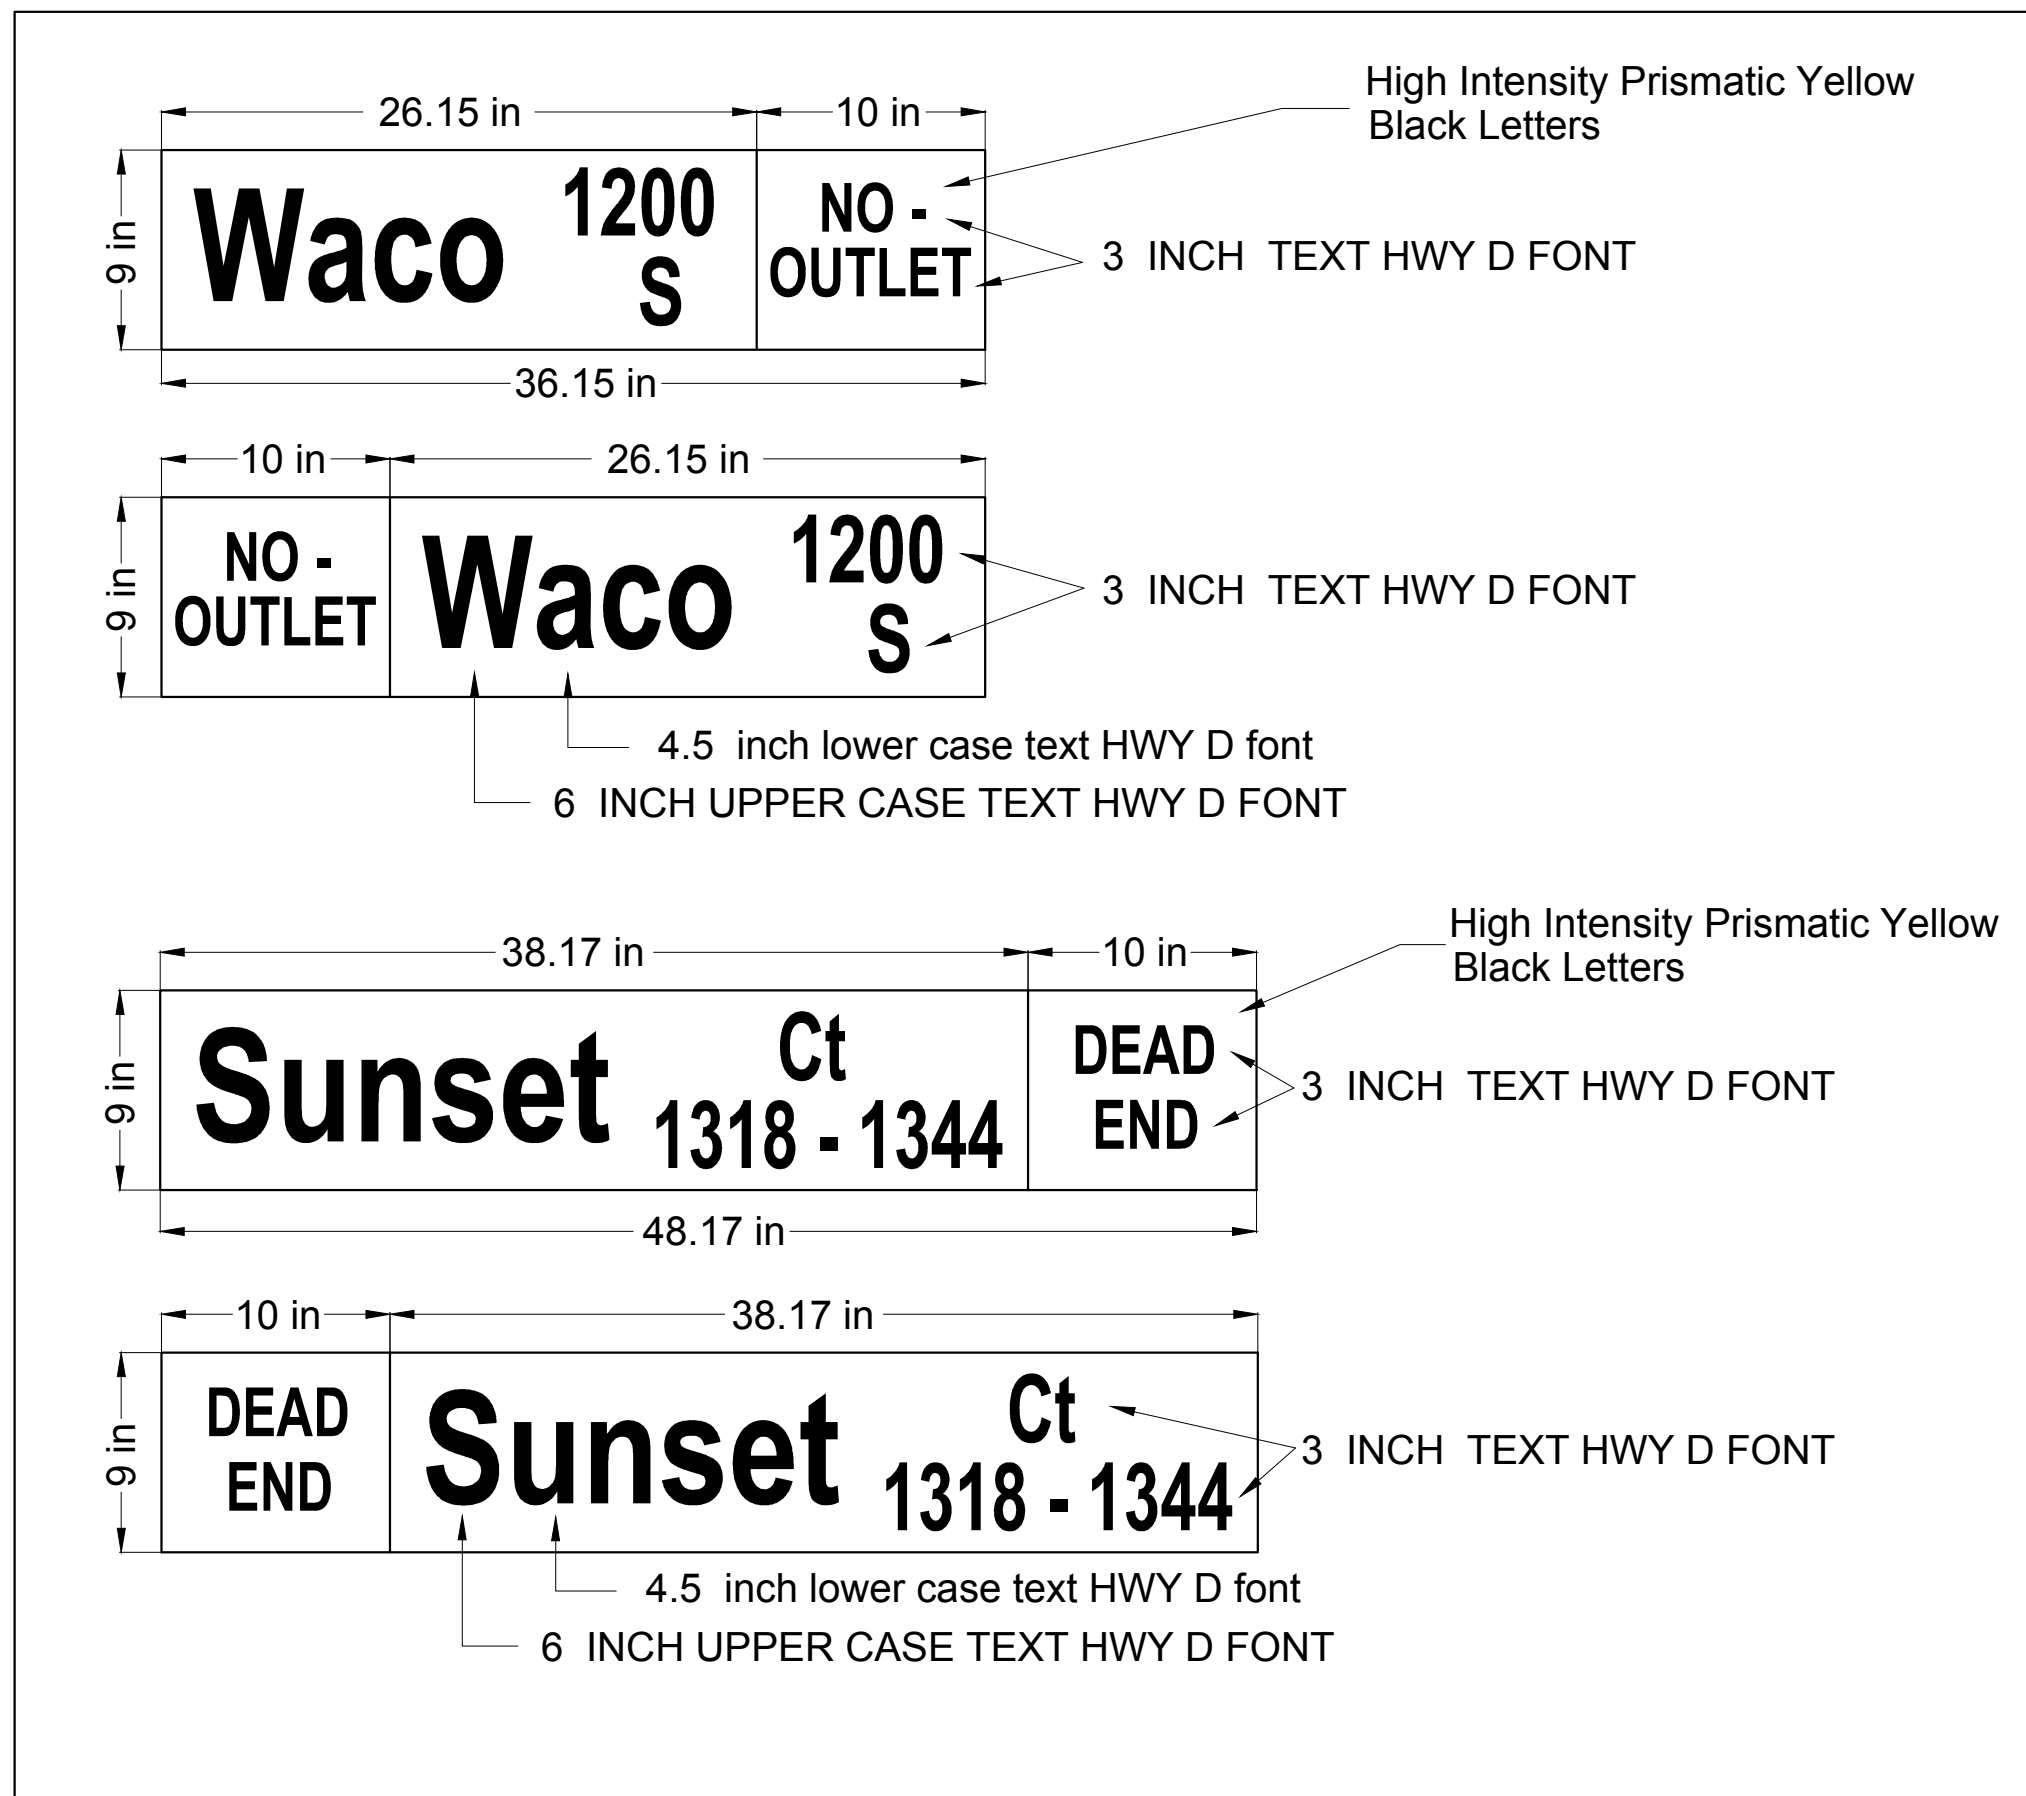 26.15 in 10 in
High Intensity Prismatic Yellow
Black Letters
9 in
Waco 1200
S
NO -
OUTLET
3 INCH TEXT HWY D FONT
36.15 in
10 in 26.15 in
9 in
NO -
OUTLET
Waco 1200
S
3 INCH TEXT HWY D FONT
4.5 inch lower case text HWY D font
6 INCH UPPER CASE TEXT HWY D FONT
38.17 in 10 in
High Intensity Prismatic Yellow
Black Letters
9 in
Sunset Ct
1318 - 1344
DEAD
END
3 INCH TEXT HWY D FONT
48.17 in
10 in 38.17 in
9 in
DEAD
END
Sunset Ct
1318 - 1344
3 INCH TEXT HWY D FONT
4.5 inch lower case text HWY D font
6 INCH UPPER CASE TEXT HWY D FONT